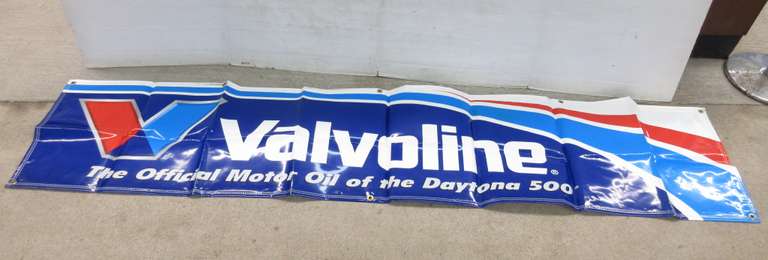 Valvoline®
The Official Motor Oil of the Daytona 500